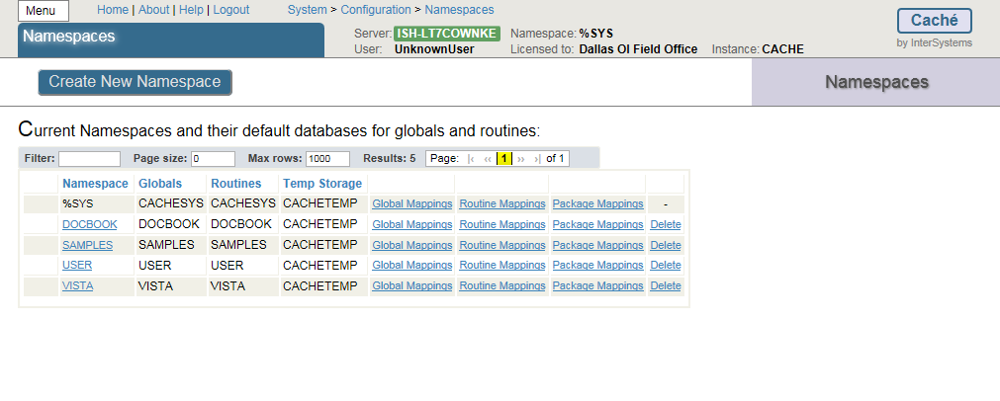 Menu
Home | About | Help | Logout
System > Configuration > Namespaces
Namespaces
Server: ISH-LT7COWNKE Namespace: %SYS
User: UnknownUser Licensed to: Dallas OI Field Office Instance: CACHE
Caché
by InterSystems
Create New Namespace
Namespaces
Current Namespaces and their default databases for globals and routines:
Filter: Page size: 0 Max rows: 1000 Results: 5 Page: |‹ ‹‹ 1 ›› ›| of 1
Namespace Globals Routines Temp Storage
%SYS CACHESYS CACHESYS CACHETEMP Global Mappings Routine Mappings Package Mappings -
DOCBOOK DOCBOOK DOCBOOK CACHETEMP Global Mappings Routine Mappings Package Mappings Delete
SAMPLES SAMPLES SAMPLES CACHETEMP Global Mappings Routine Mappings Package Mappings Delete
USER USER USER CACHETEMP Global Mappings Routine Mappings Package Mappings Delete
VISTA VISTA VISTA CACHETEMP Global Mappings Routine Mappings Package Mappings Delete